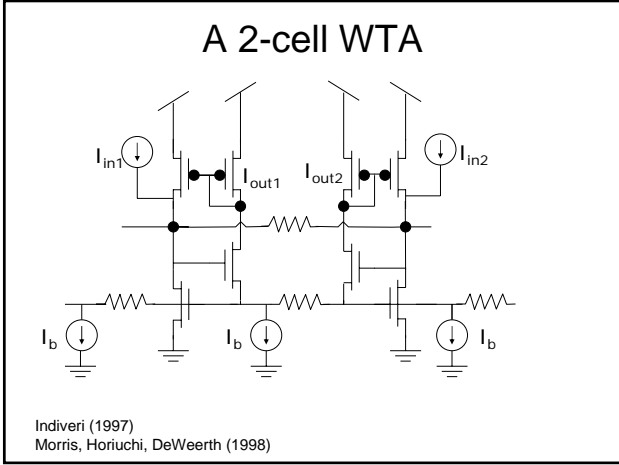 A 2-cell WTA
I_in1 I_out1 I_out2 I_in2
I_b I_b I_b
Indiveri (1997)
Morris, Horiuchi, DeWeerth (1998)